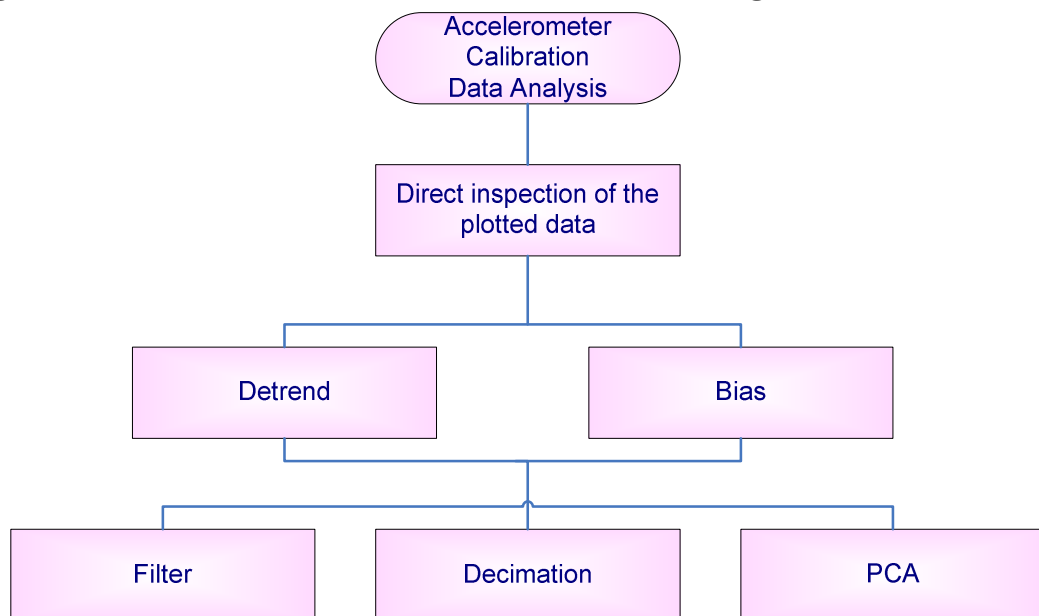 Accelerometer
Calibration
Data Analysis
Direct inspection of the
plotted data
Detrend
Bias
Filter
Decimation
PCA